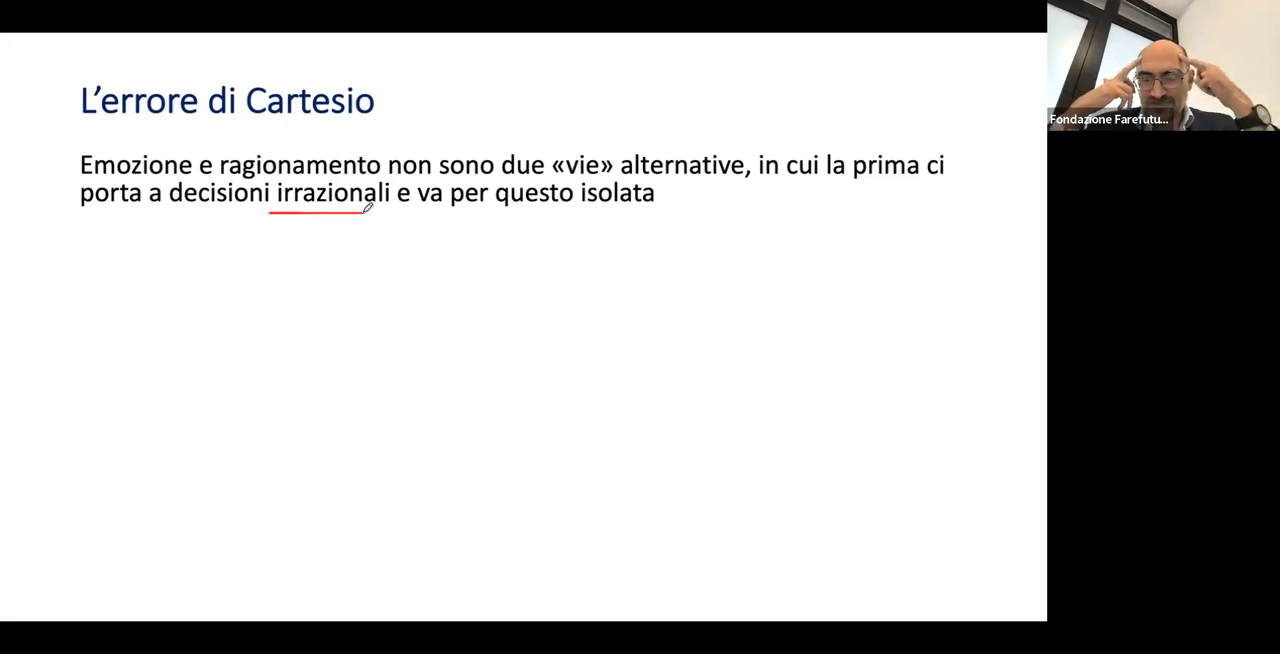 L’errore di Cartesio
Emozione e ragionamento non sono due «vie» alternative, in cui la prima ci
porta a decisioni irrazionali e va per questo isolata
Fondazione Farefutu...